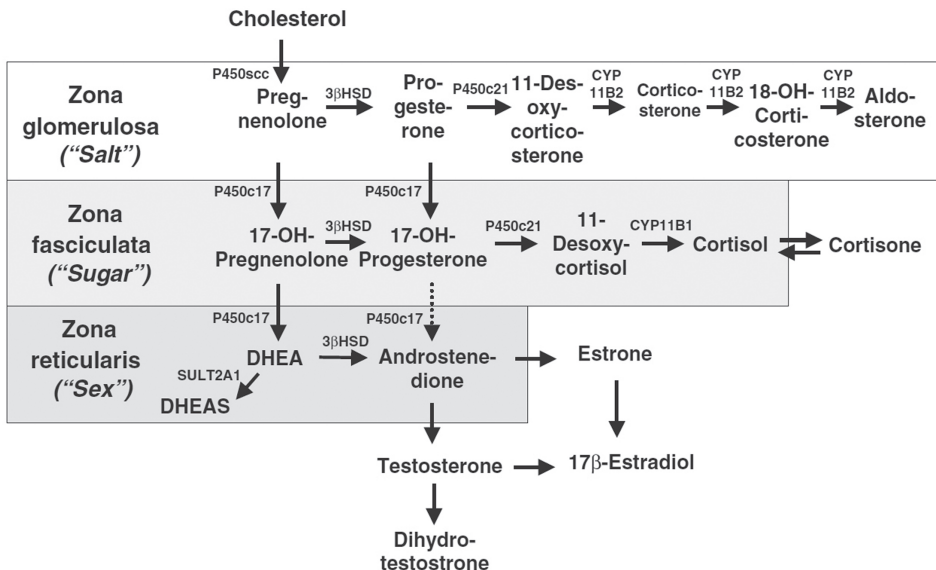 Cholesterol
P450scc
Zona
glomerulosa
(“Salt”)
Preg-
nenolone
3βHSD
Pro-
geste-
rone
P450c21
11-Des-
oxy-
cortico-
sterone
CYP
11B2
Cortico-
sterone
CYP
11B2
18-OH-
Corti-
costerone
CYP
11B2
Aldo-
sterone
P450c17
P450c17
Zona
fasciculata
(“Sugar”)
17-OH-
Pregnenolone
3βHSD
17-OH-
Progesterone
P450c21
11-
Desoxy-
cortisol
CYP11B1
Cortisol
Cortisone
P450c17
P450c17
Zona
reticularis
(“Sex”)
DHEA
3βHSD
Androstene-
dione
Estrone
SULT2A1
DHEAS
Testosterone
17β-Estradiol
Dihydro-
testostrone